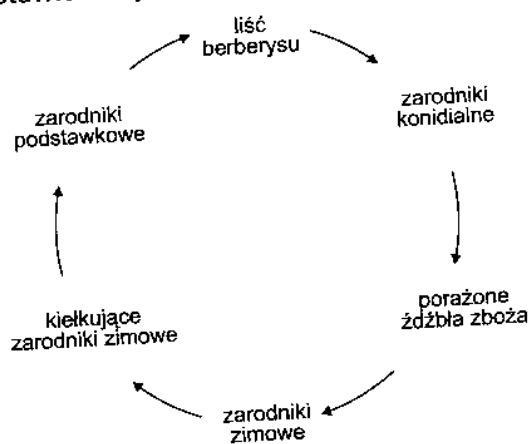 liść
berberysu
zarodniki
konidialne
porażone
źdźbła zboża
zarodniki
zimowe
kiełkujące
zarodniki zimowe
zarodniki
podstawkowe